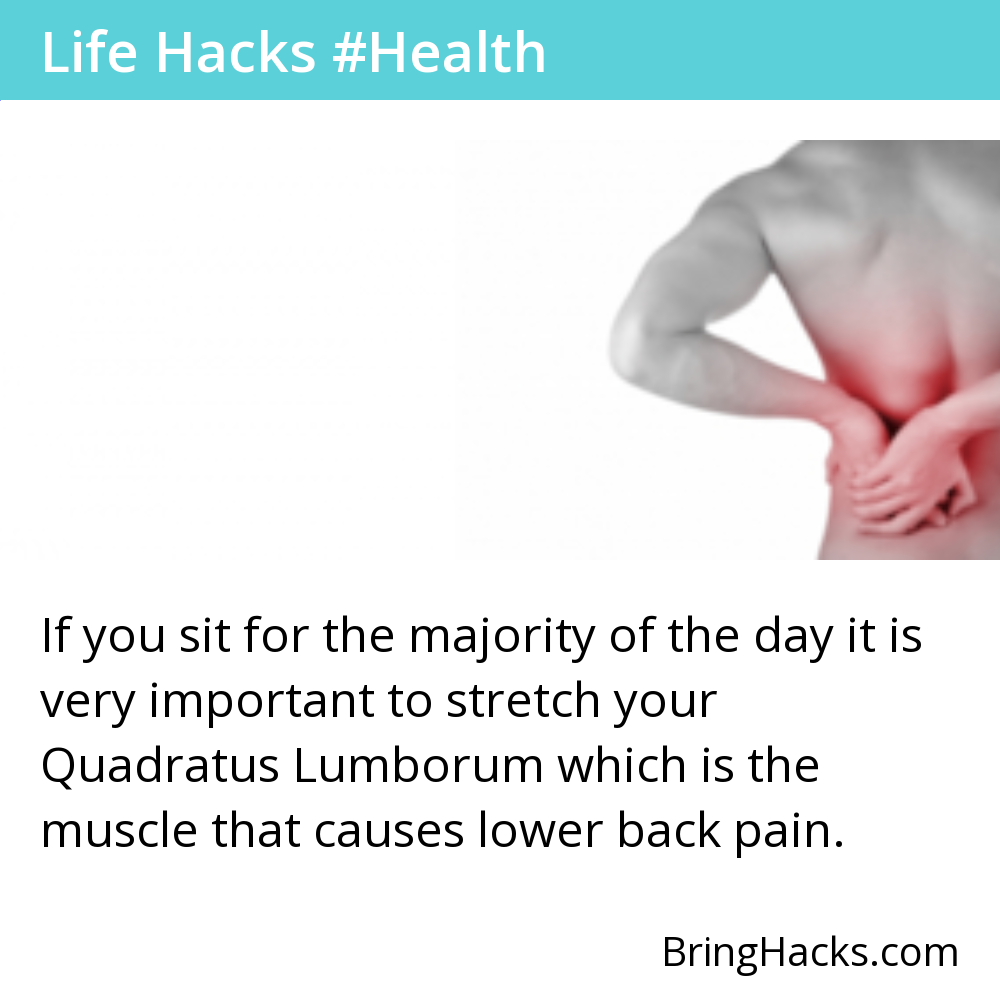 Life Hacks #Health
If you sit for the majority of the day it is
very important to stretch your
Quadratus Lumborum which is the
muscle that causes lower back pain.
BringHacks.com